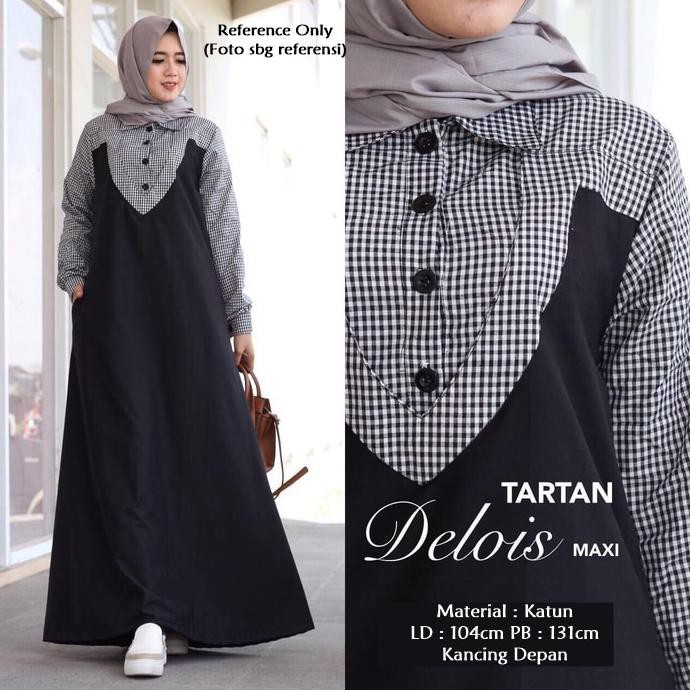 Reference Only
(Foto sbg referensi)
TARTAN
Delois MAXI
Material : Katun
LD : 104cm PB : 131cm
Kancing Depan